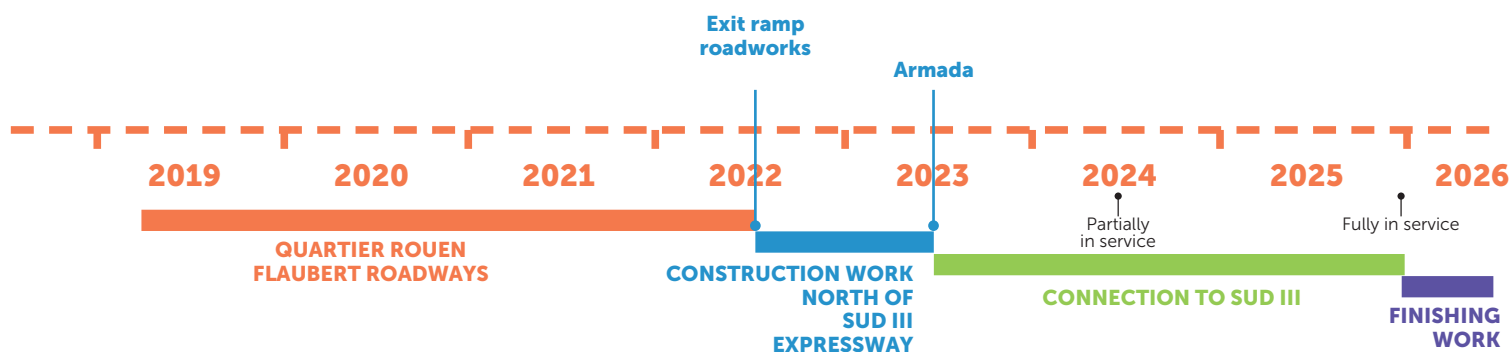 Exit ramp
roadworks
Armada
2019 2020 2021 2022 2023 2024 2025 2026
Partially
in service
Fully in service
QUARTIER ROUEN
FLAUBERT ROADWAYS
CONSTRUCTION WORK
NORTH OF
SUD III
EXPRESSWAY
CONNECTION TO SUD III
FINISHING
WORK